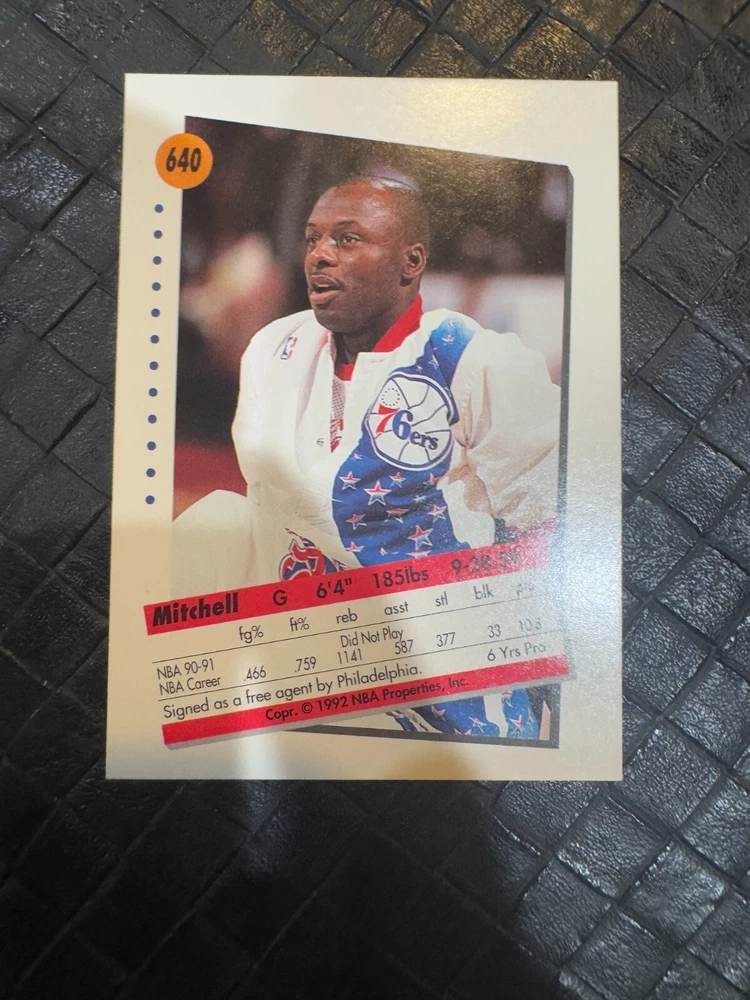 640
76ers
Mitchell G 6'4" 185lbs
fg% ft% reb asst stl blk
NBA 90-91 Did Not Play
NBA Career .466 .759 1141 587 377 33
Signed as a free agent by Philadelphia. 6 Yrs Pro
Copr. © 1992 NBA Properties, Inc.